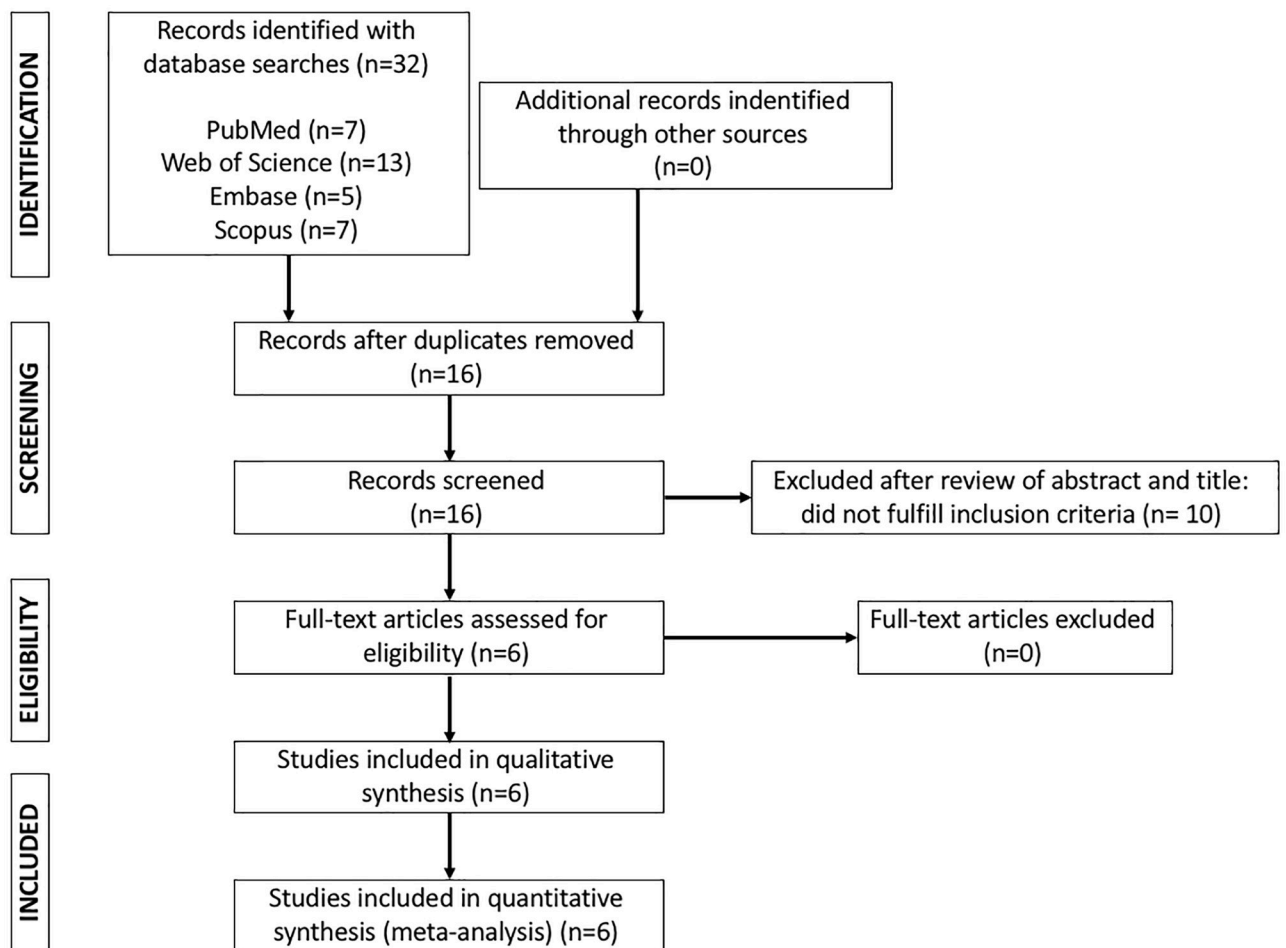 IDENTIFICATION
Records identified with
database searches (n=32)
PubMed (n=7)
Web of Science (n=13)
Embase (n=5)
Scopus (n=7)
Additional records indentified
through other sources
(n=0)
SCREENING
Records after duplicates removed
(n=16)
Records screened
(n=16)
Excluded after review of abstract and title:
did not fulfill inclusion criteria (n= 10)
ELIGIBILITY
Full-text articles assessed for
eligibility (n=6)
Full-text articles excluded
(n=0)
Studies included in qualitative
synthesis (n=6)
INCLUDED
Studies included in quantitative
synthesis (meta-analysis) (n=6)